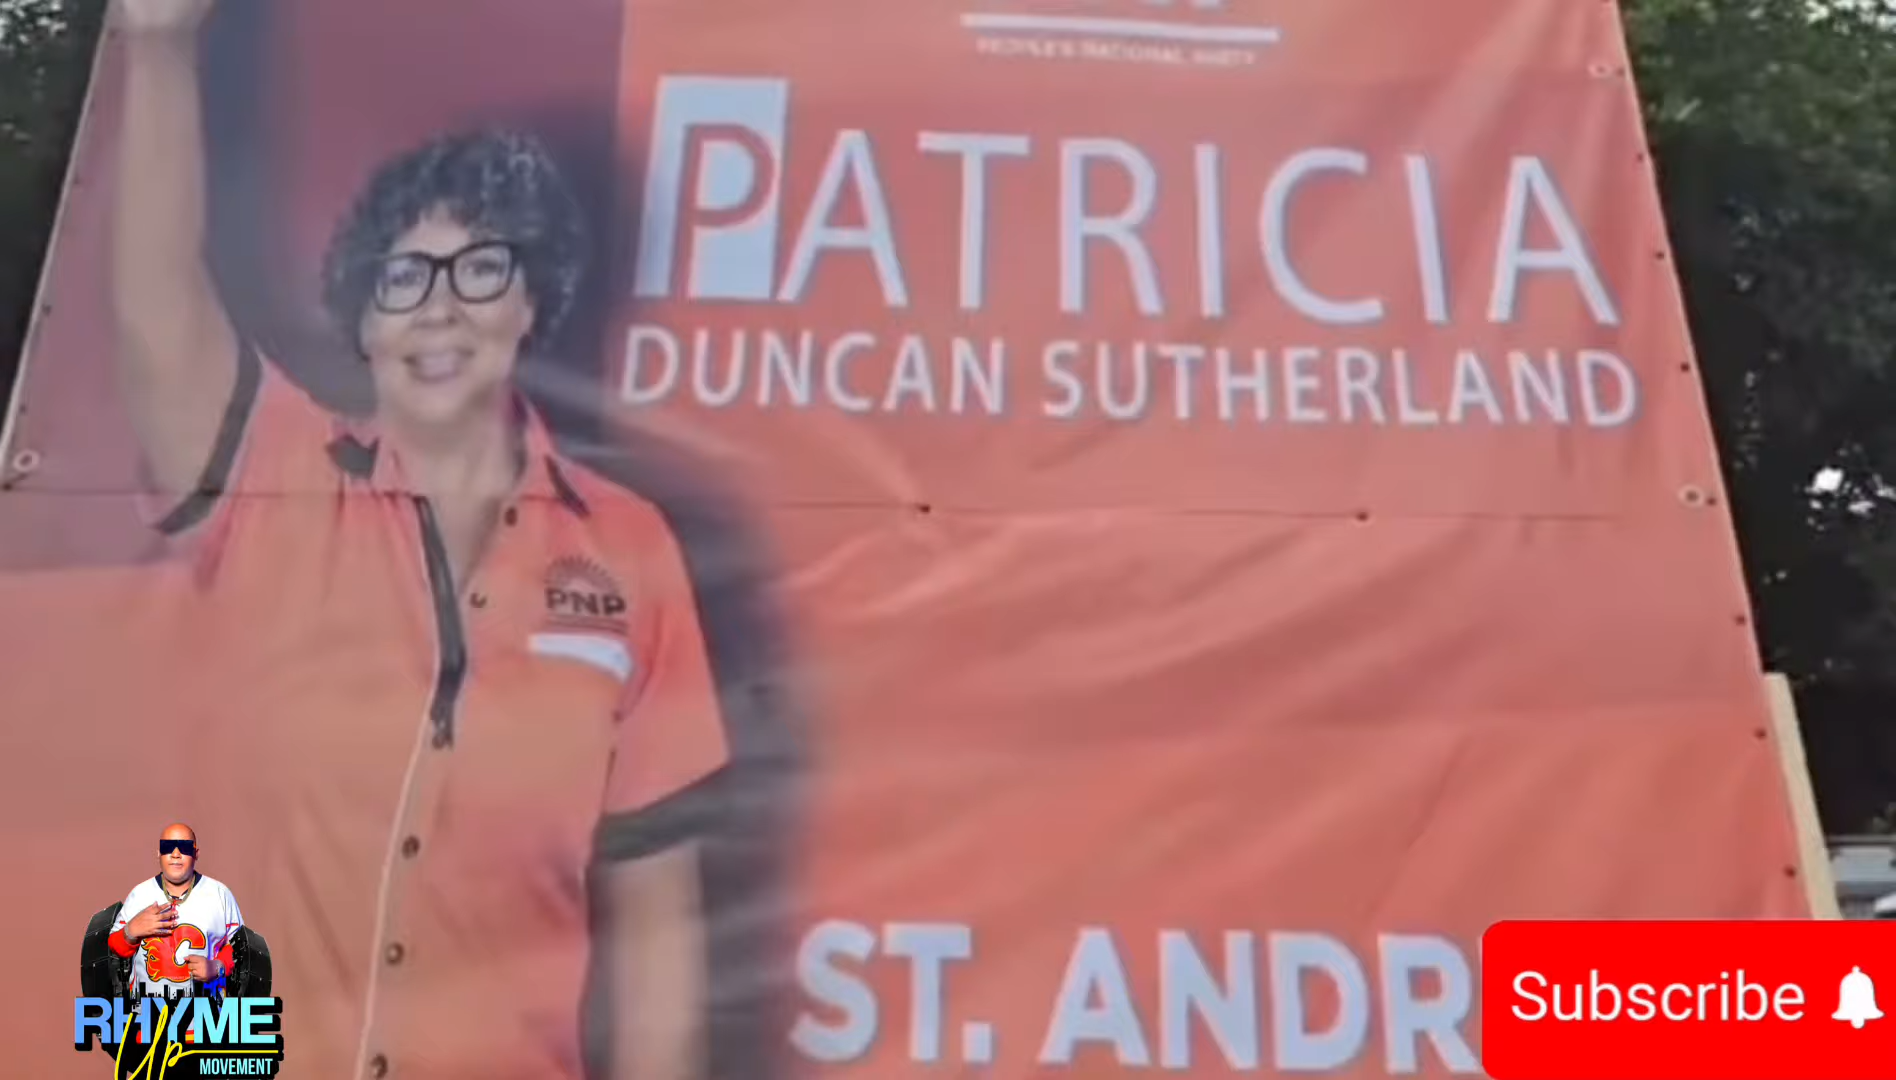 PEOPLE'S NATIONAL PARTY
PATRICIA
DUNCAN SUTHERLAND
PNP
ST. ANDR
Subscribe
RHYME
Up
MOVEMENT